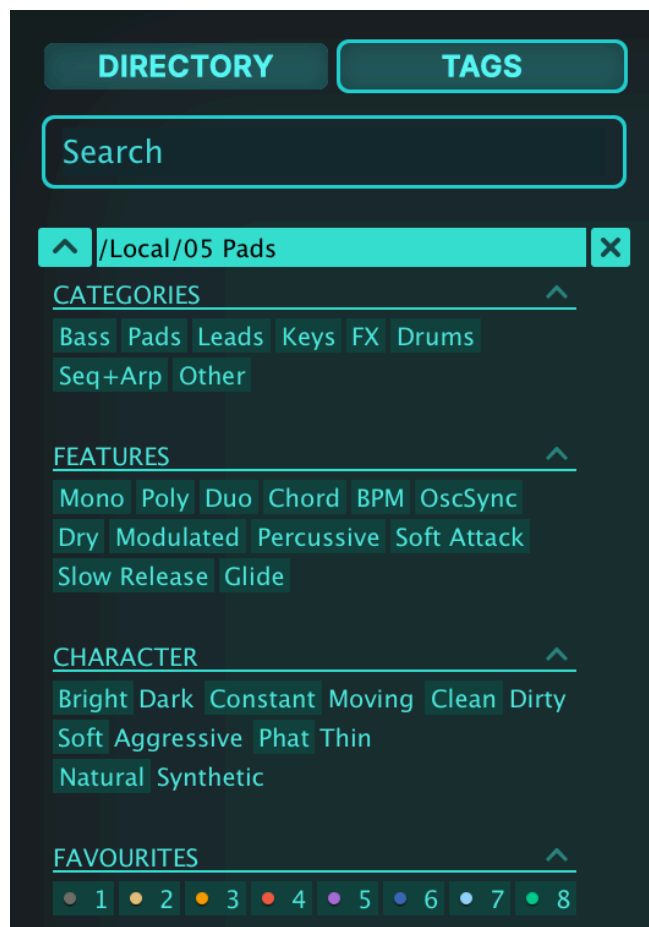 DIRECTORY TAGS
Search
/Local/05 Pads
CATEGORIES
Bass Pads Leads Keys FX Drums
Seq+Arp Other
FEATURES
Mono Poly Duo Chord BPM OscSync
Dry Modulated Percussive Soft Attack
Slow Release Glide
CHARACTER
Bright Dark Constant Moving Clean Dirty
Soft Aggressive Phat Thin
Natural Synthetic
FAVOURITES
1 2 3 4 5 6 7 8